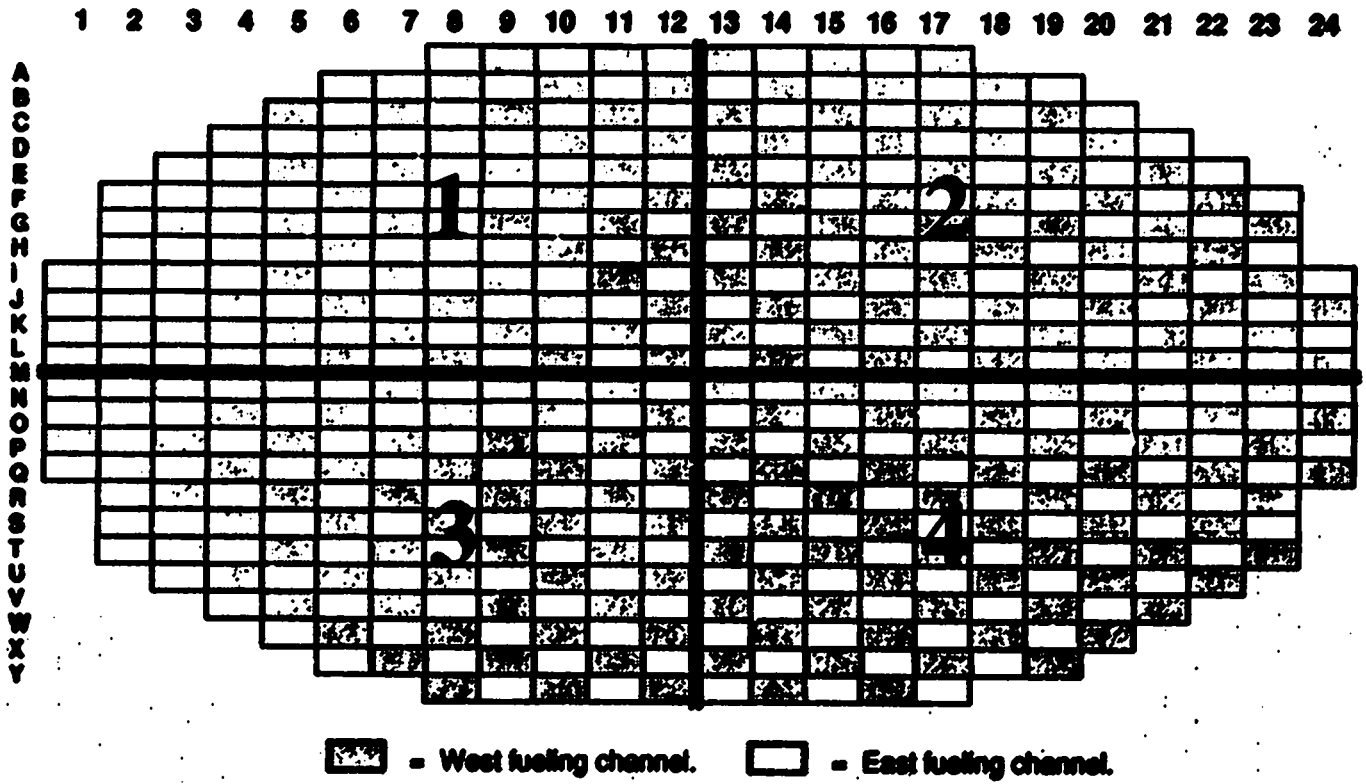 1 2 3 4 5 6 7 8 9 10 11 12 13 14 15 16 17 18 19 20 21 22 23 24
A
B
C
D
E
F
G
H
I
J
K
L
M
N
O
P
Q
R
S
T
U
V
W
X
Y
1 2
3 4
= West fueling channel. = East fueling channel.